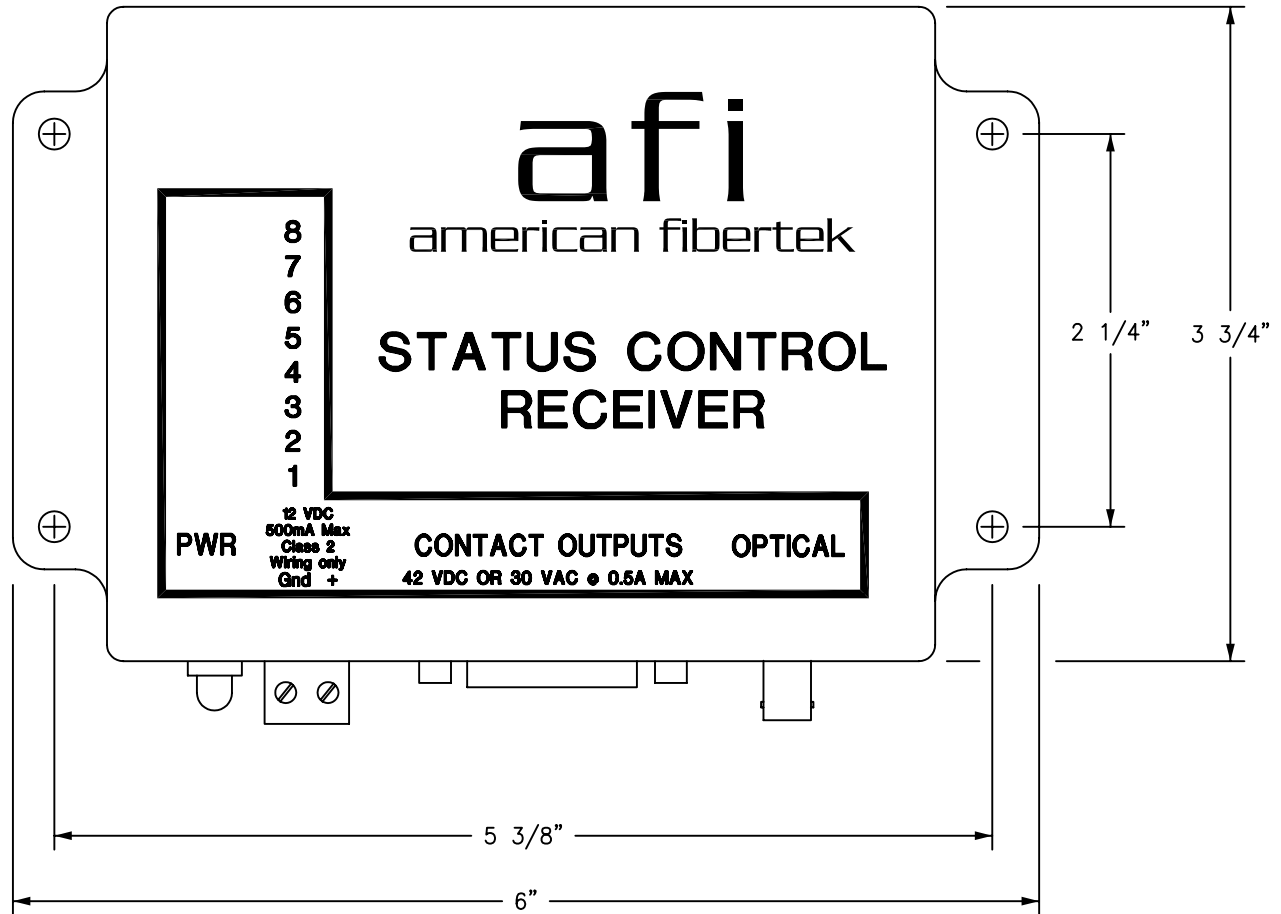 afi
american fibertek
STATUS CONTROL
RECEIVER
8
7
6
5
4
3
2
1
PWR
12 VDC
500mA Max
Class 2
Wiring only
Gnd +
CONTACT OUTPUTS
42 VDC OR 30 VAC @ 0.5A MAX
OPTICAL
2 1/4”
3 3/4”
5 3/8”
6”